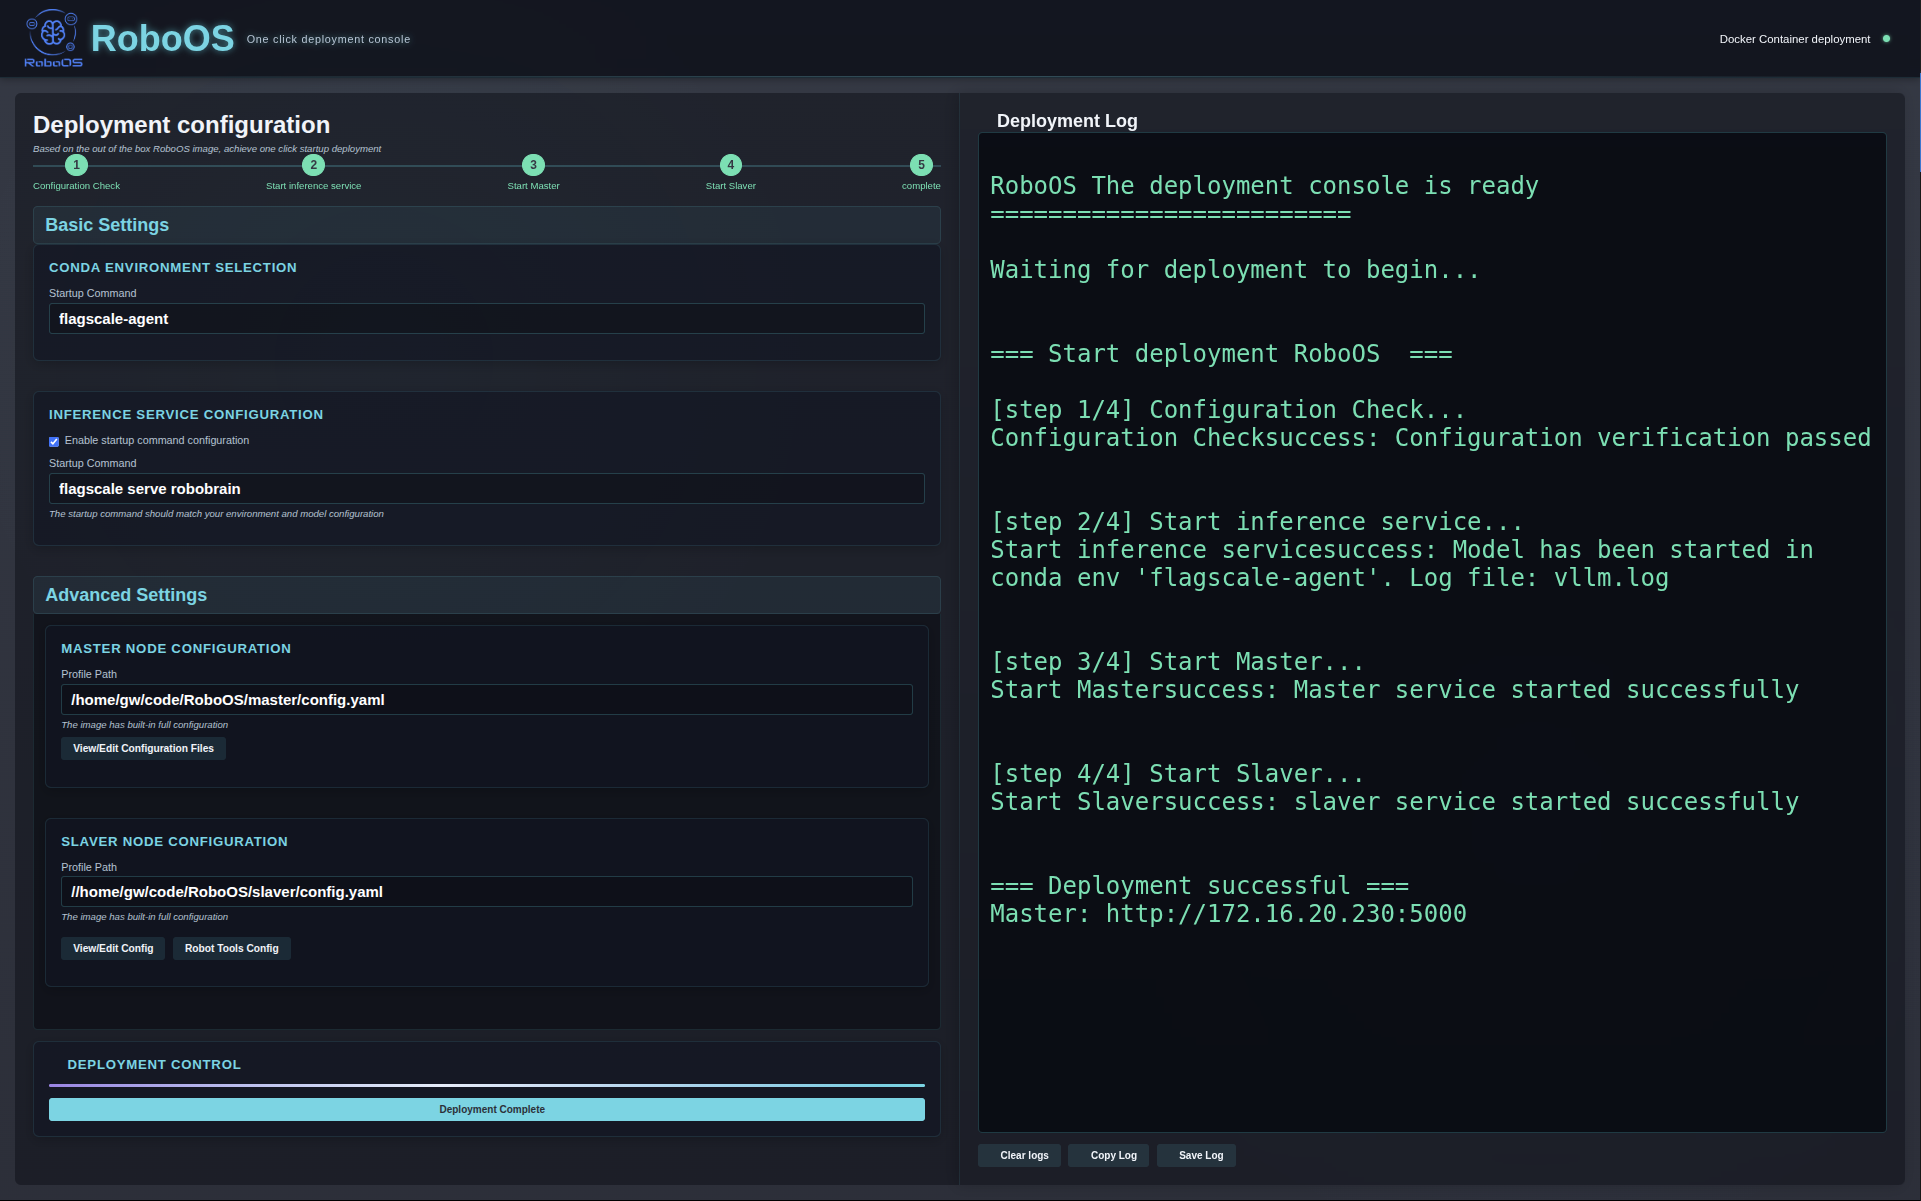 RoboOS
RoboOS
One click deployment console
Docker Container deployment
Deployment configuration
Based on the out of the box RoboOS image, achieve one click startup deployment
1
2
3
4
5
Configuration Check
Start inference service
Start Master
Start Slaver
complete
Basic Settings
CONDA ENVIRONMENT SELECTION
Startup Command
flagscale-agent
INFERENCE SERVICE CONFIGURATION
Enable startup command configuration
Startup Command
flagscale serve robobrain
The startup command should match your environment and model configuration
Advanced Settings
MASTER NODE CONFIGURATION
Profile Path
/home/gw/code/RoboOS/master/config.yaml
The image has built-in full configuration
View/Edit Configuration Files
SLAVER NODE CONFIGURATION
Profile Path
//home/gw/code/RoboOS/slaver/config.yaml
The image has built-in full configuration
View/Edit Config
Robot Tools Config
DEPLOYMENT CONTROL
Deployment Complete
Deployment Log
RoboOS The deployment console is ready
=========================
Waiting for deployment to begin...
=== Start deployment RoboOS  ===
[step 1/4] Configuration Check...
Configuration Checksuccess: Configuration verification passed
[step 2/4] Start inference service...
Start inference servicesuccess: Model has been started in
conda env 'flagscale-agent'. Log file: vllm.log
[step 3/4] Start Master...
Start Mastersuccess: Master service started successfully
[step 4/4] Start Slaver...
Start Slaversuccess: slaver service started successfully
=== Deployment successful ===
Master: http://172.16.20.230:5000
Clear logs
Copy Log
Save Log